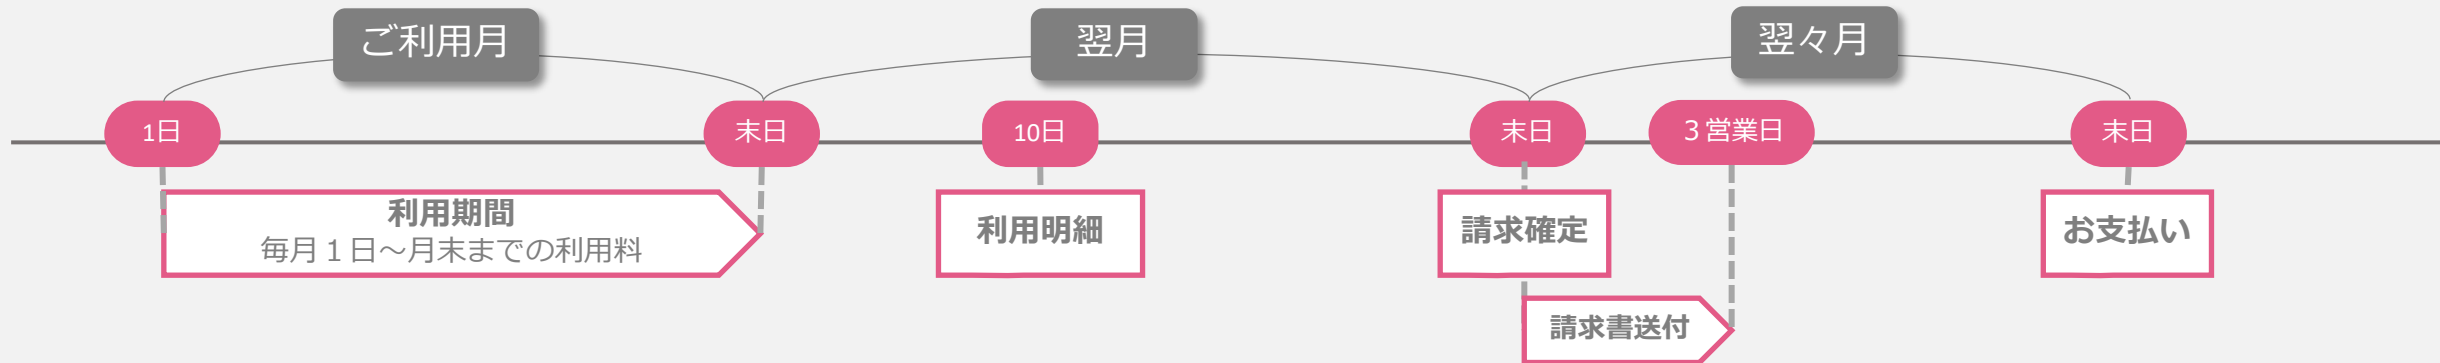 ご利用月
翌月
翌々月
1日
末日
10日
末日
３営業日
末日
利用期間
毎月１日～月末までの利用料
利用明細
請求確定
お支払い
請求書送付